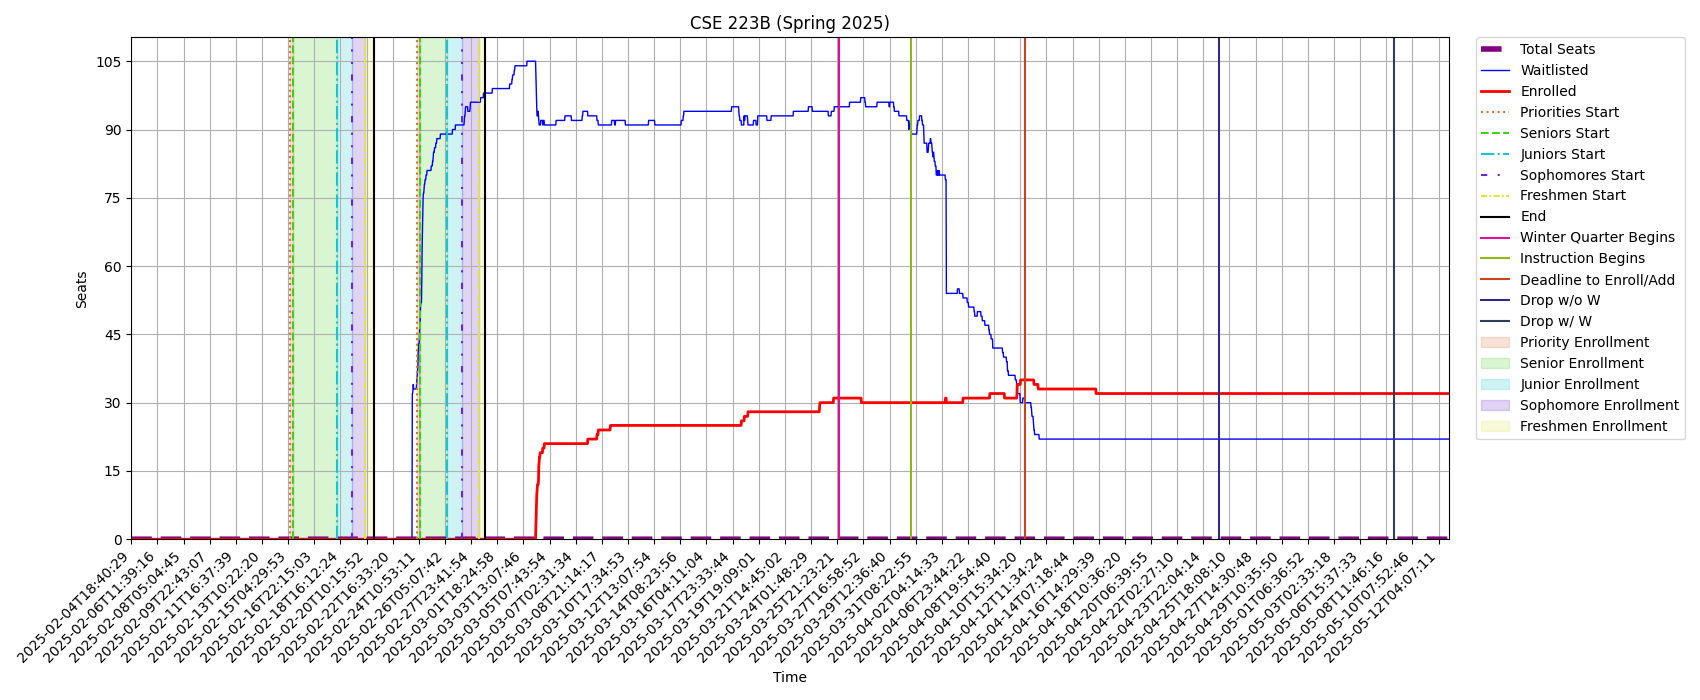 CSE 223B (Spring 2025)
Seats
105
90
75
60
45
30
15
0
2025-02-04T18:40:29
2025-02-06T11:39:16
2025-02-08T05:04:45
2025-02-09T22:43:07
2025-02-11T16:37:39
2025-02-13T10:22:20
2025-02-15T04:29:53
2025-02-16T22:15:03
2025-02-18T16:12:24
2025-02-20T10:15:52
2025-02-22T16:33:20
2025-02-24T10:53:11
2025-02-26T05:07:42
2025-02-27T23:41:54
2025-03-01T18:24:58
2025-03-03T13:07:46
2025-03-05T07:43:54
2025-03-07T02:31:34
2025-03-08T21:14:17
2025-03-10T17:34:53
2025-03-12T13:07:54
2025-03-14T08:23:56
2025-03-16T04:11:04
2025-03-17T23:33:44
2025-03-19T19:09:01
2025-03-21T14:45:02
2025-03-24T01:48:29
2025-03-25T21:23:21
2025-03-27T16:58:52
2025-03-29T12:36:40
2025-03-31T08:22:55
2025-04-02T04:14:33
2025-04-06T23:44:22
2025-04-08T19:54:40
2025-04-10T15:34:20
2025-04-12T11:34:24
2025-04-14T07:18:44
2025-04-16T14:29:39
2025-04-18T10:36:20
2025-04-20T06:39:55
2025-04-22T02:27:10
2025-04-23T22:04:14
2025-04-25T18:08:10
2025-04-27T14:30:48
2025-04-29T10:35:50
2025-05-01T06:36:52
2025-05-03T02:33:18
2025-05-06T15:37:33
2025-05-08T11:46:16
2025-05-10T07:52:46
2025-05-12T04:07:11
Time
Total Seats
Waitlisted
Enrolled
Priorities Start
Seniors Start
Juniors Start
Sophomores Start
Freshmen Start
End
Winter Quarter Begins
Instruction Begins
Deadline to Enroll/Add
Drop w/o W
Drop w/ W
Priority Enrollment
Senior Enrollment
Junior Enrollment
Sophomore Enrollment
Freshmen Enrollment